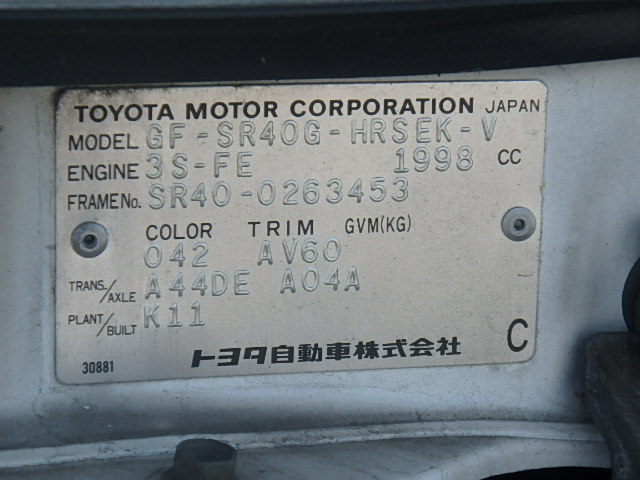 TOYOTA MOTOR CORPORATION JAPAN
MODEL GF-SR40G-HRSEK-V
ENGINE 3S-FE 1998 CC
FRAME No. SR40-0263453
COLOR TRIM GVM(KG)
042 AV60
TRANS./AXLE A44DE A04A
PLANT/BUILT K11
30881 トヨタ自動車株式会社 C